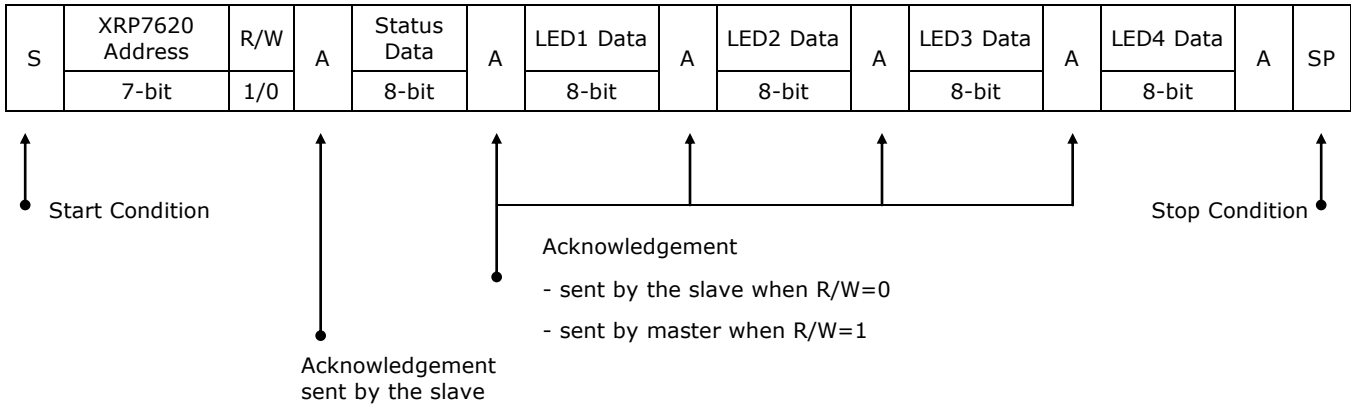 S
XRP7620
Address
7-bit
R/W
1/0
A
Status
Data
8-bit
A
LED1 Data
8-bit
A
LED2 Data
8-bit
A
LED3 Data
8-bit
A
LED4 Data
8-bit
A
SP
Start Condition
Stop Condition
Acknowledgement
- sent by the slave when R/W=0
- sent by master when R/W=1
Acknowledgement
sent by the slave